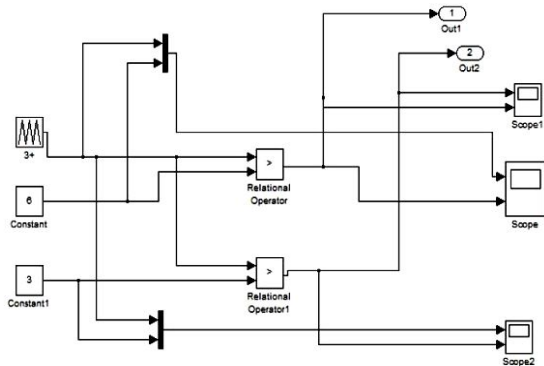 1
Out1
2
Out2
Scope1
3+
>
Relational
Operator
6
Constant
Scope
3
Constant1
>
Relational
Operator1
Scope2